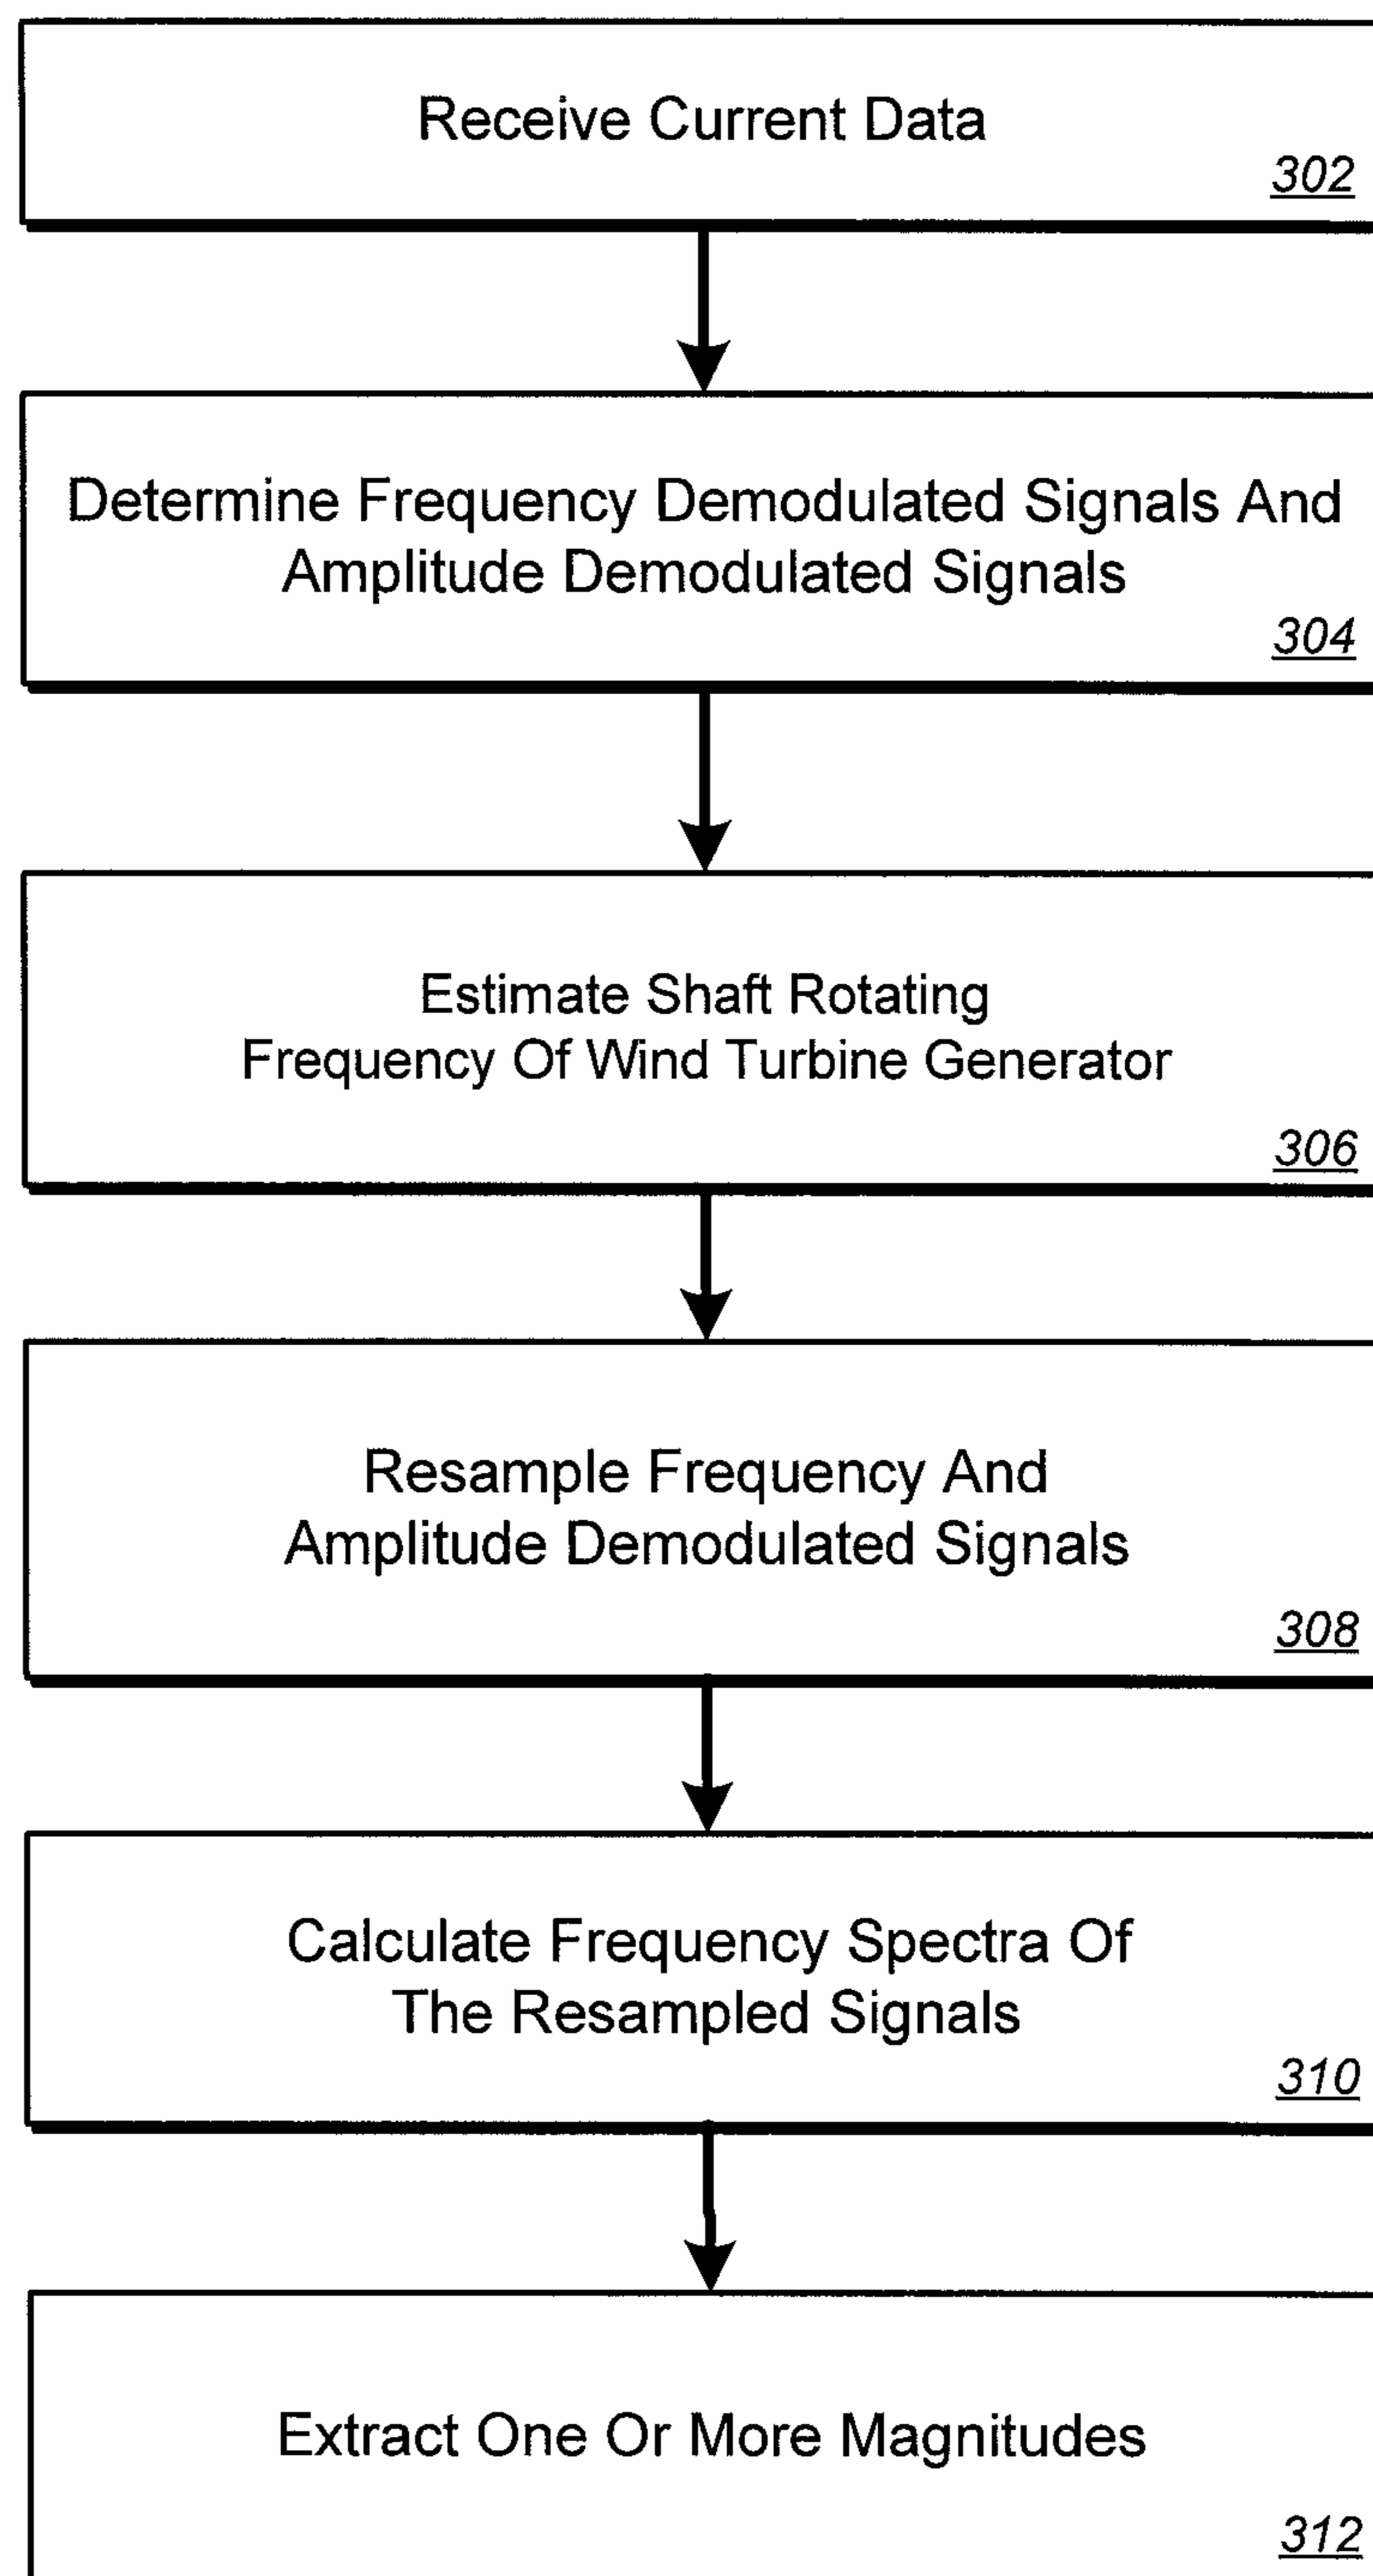 Receive Current Data
302
Determine Frequency Demodulated Signals And
Amplitude Demodulated Signals
304
Estimate Shaft Rotating
Frequency Of Wind Turbine Generator
306
Resample Frequency And
Amplitude Demodulated Signals
308
Calculate Frequency Spectra Of
The Resampled Signals
310
Extract One Or More Magnitudes
312